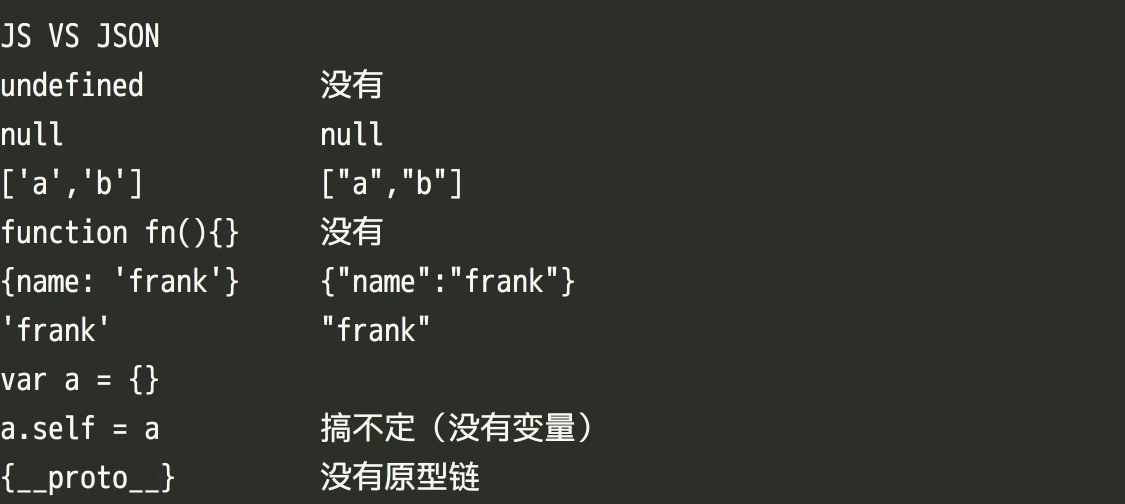 JS VS JSON
undefined 没有
null null
['a','b'] ["a","b"]
function fn(){} 没有
{name: 'frank'} {"name":"frank"}
'frank' "frank"
var a = {}
a.self = a 搞不定（没有变量）
{__proto__} 没有原型链